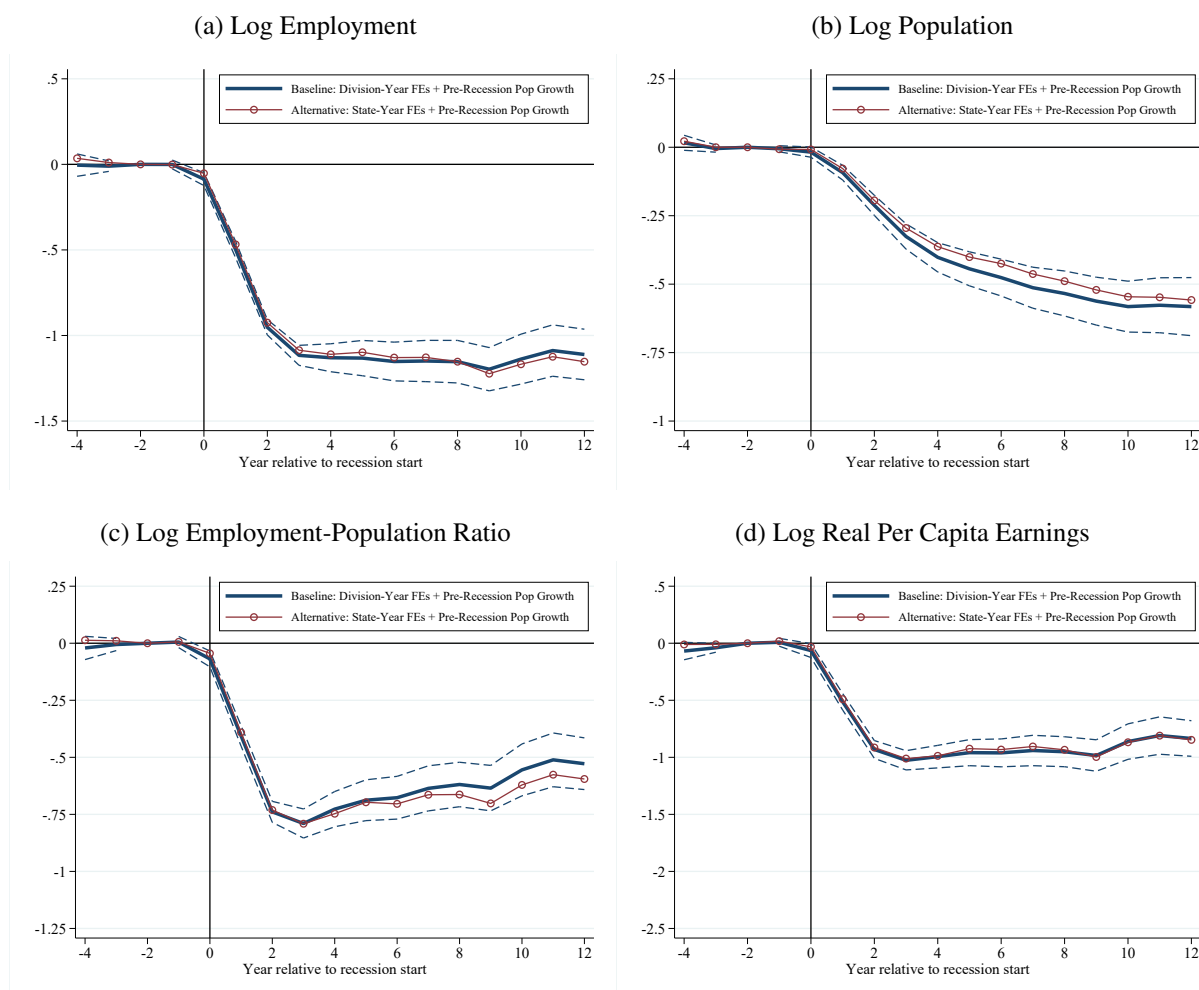 (a) Log Employment
.5
0
-.5
-1
-1.5
-4 -2 0 2 4 6 8 10 12
Year relative to recession start
Baseline: Division-Year FEs + Pre-Recession Pop Growth
Alternative: State-Year FEs + Pre-Recession Pop Growth
(b) Log Population
.25
0
-.25
-.5
-.75
-1
-4 -2 0 2 4 6 8 10 12
Year relative to recession start
Baseline: Division-Year FEs + Pre-Recession Pop Growth
Alternative: State-Year FEs + Pre-Recession Pop Growth
(c) Log Employment-Population Ratio
.25
0
-.25
-.5
-.75
-1
-1.25
-4 -2 0 2 4 6 8 10 12
Year relative to recession start
Baseline: Division-Year FEs + Pre-Recession Pop Growth
Alternative: State-Year FEs + Pre-Recession Pop Growth
(d) Log Real Per Capita Earnings
.5
0
-.5
-1
-1.5
-2
-2.5
-4 -2 0 2 4 6 8 10 12
Year relative to recession start
Baseline: Division-Year FEs + Pre-Recession Pop Growth
Alternative: State-Year FEs + Pre-Recession Pop Growth